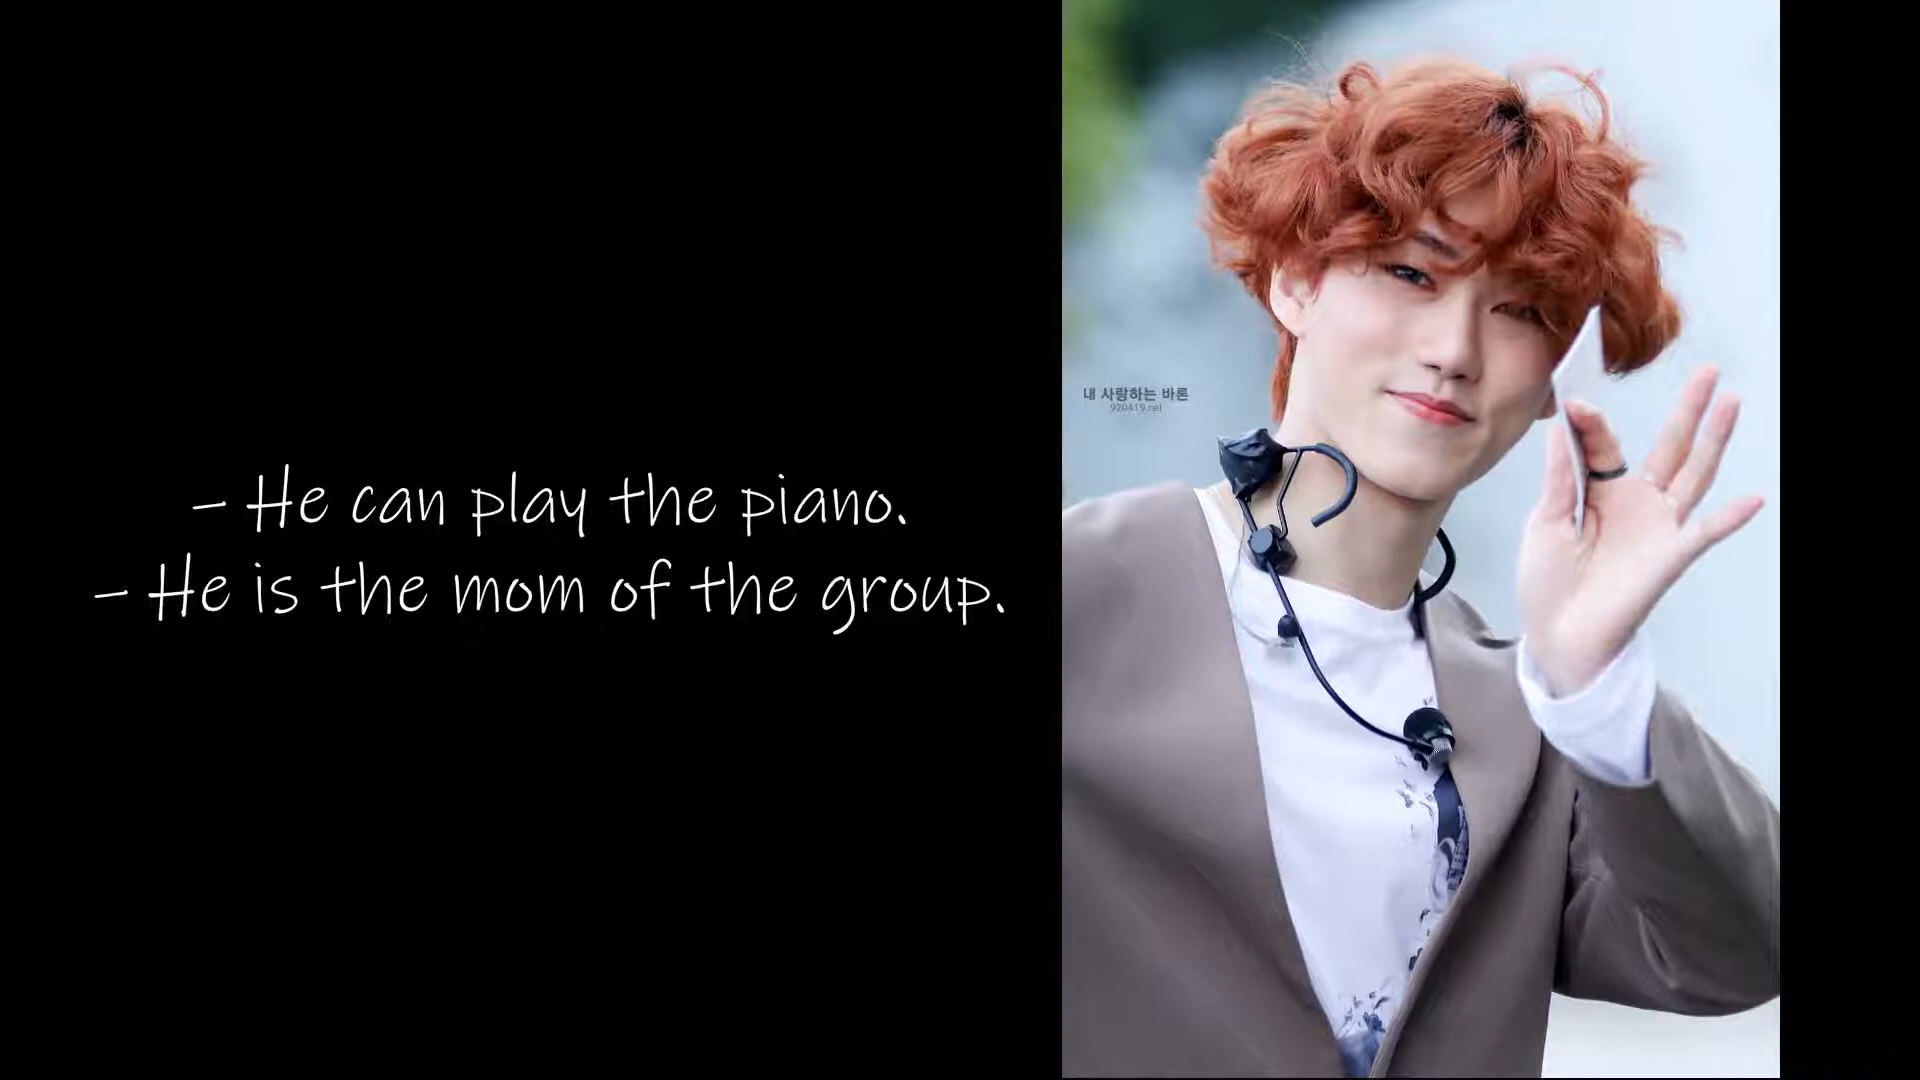 - He can play the piano.
- He is the mom of the group.
내 사랑하는 바론
920419.net